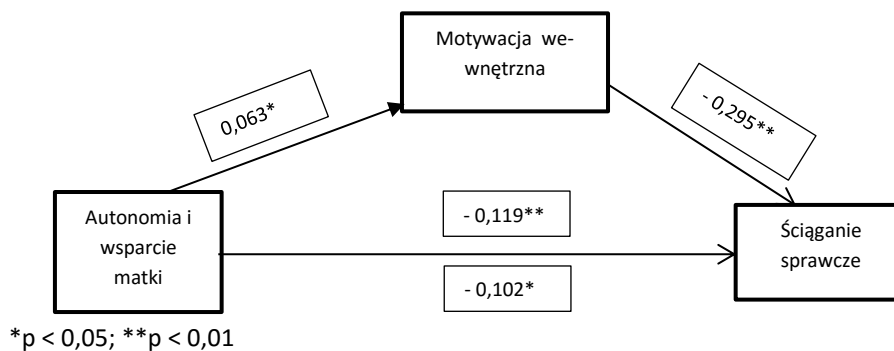 Motywacja we-
wnętrzna
0,063*
- 0,295**
Autonomia i
wsparcie
matki
- 0,119**
- 0,102*
Ściąganie
sprawcze
*p < 0,05; **p < 0,01